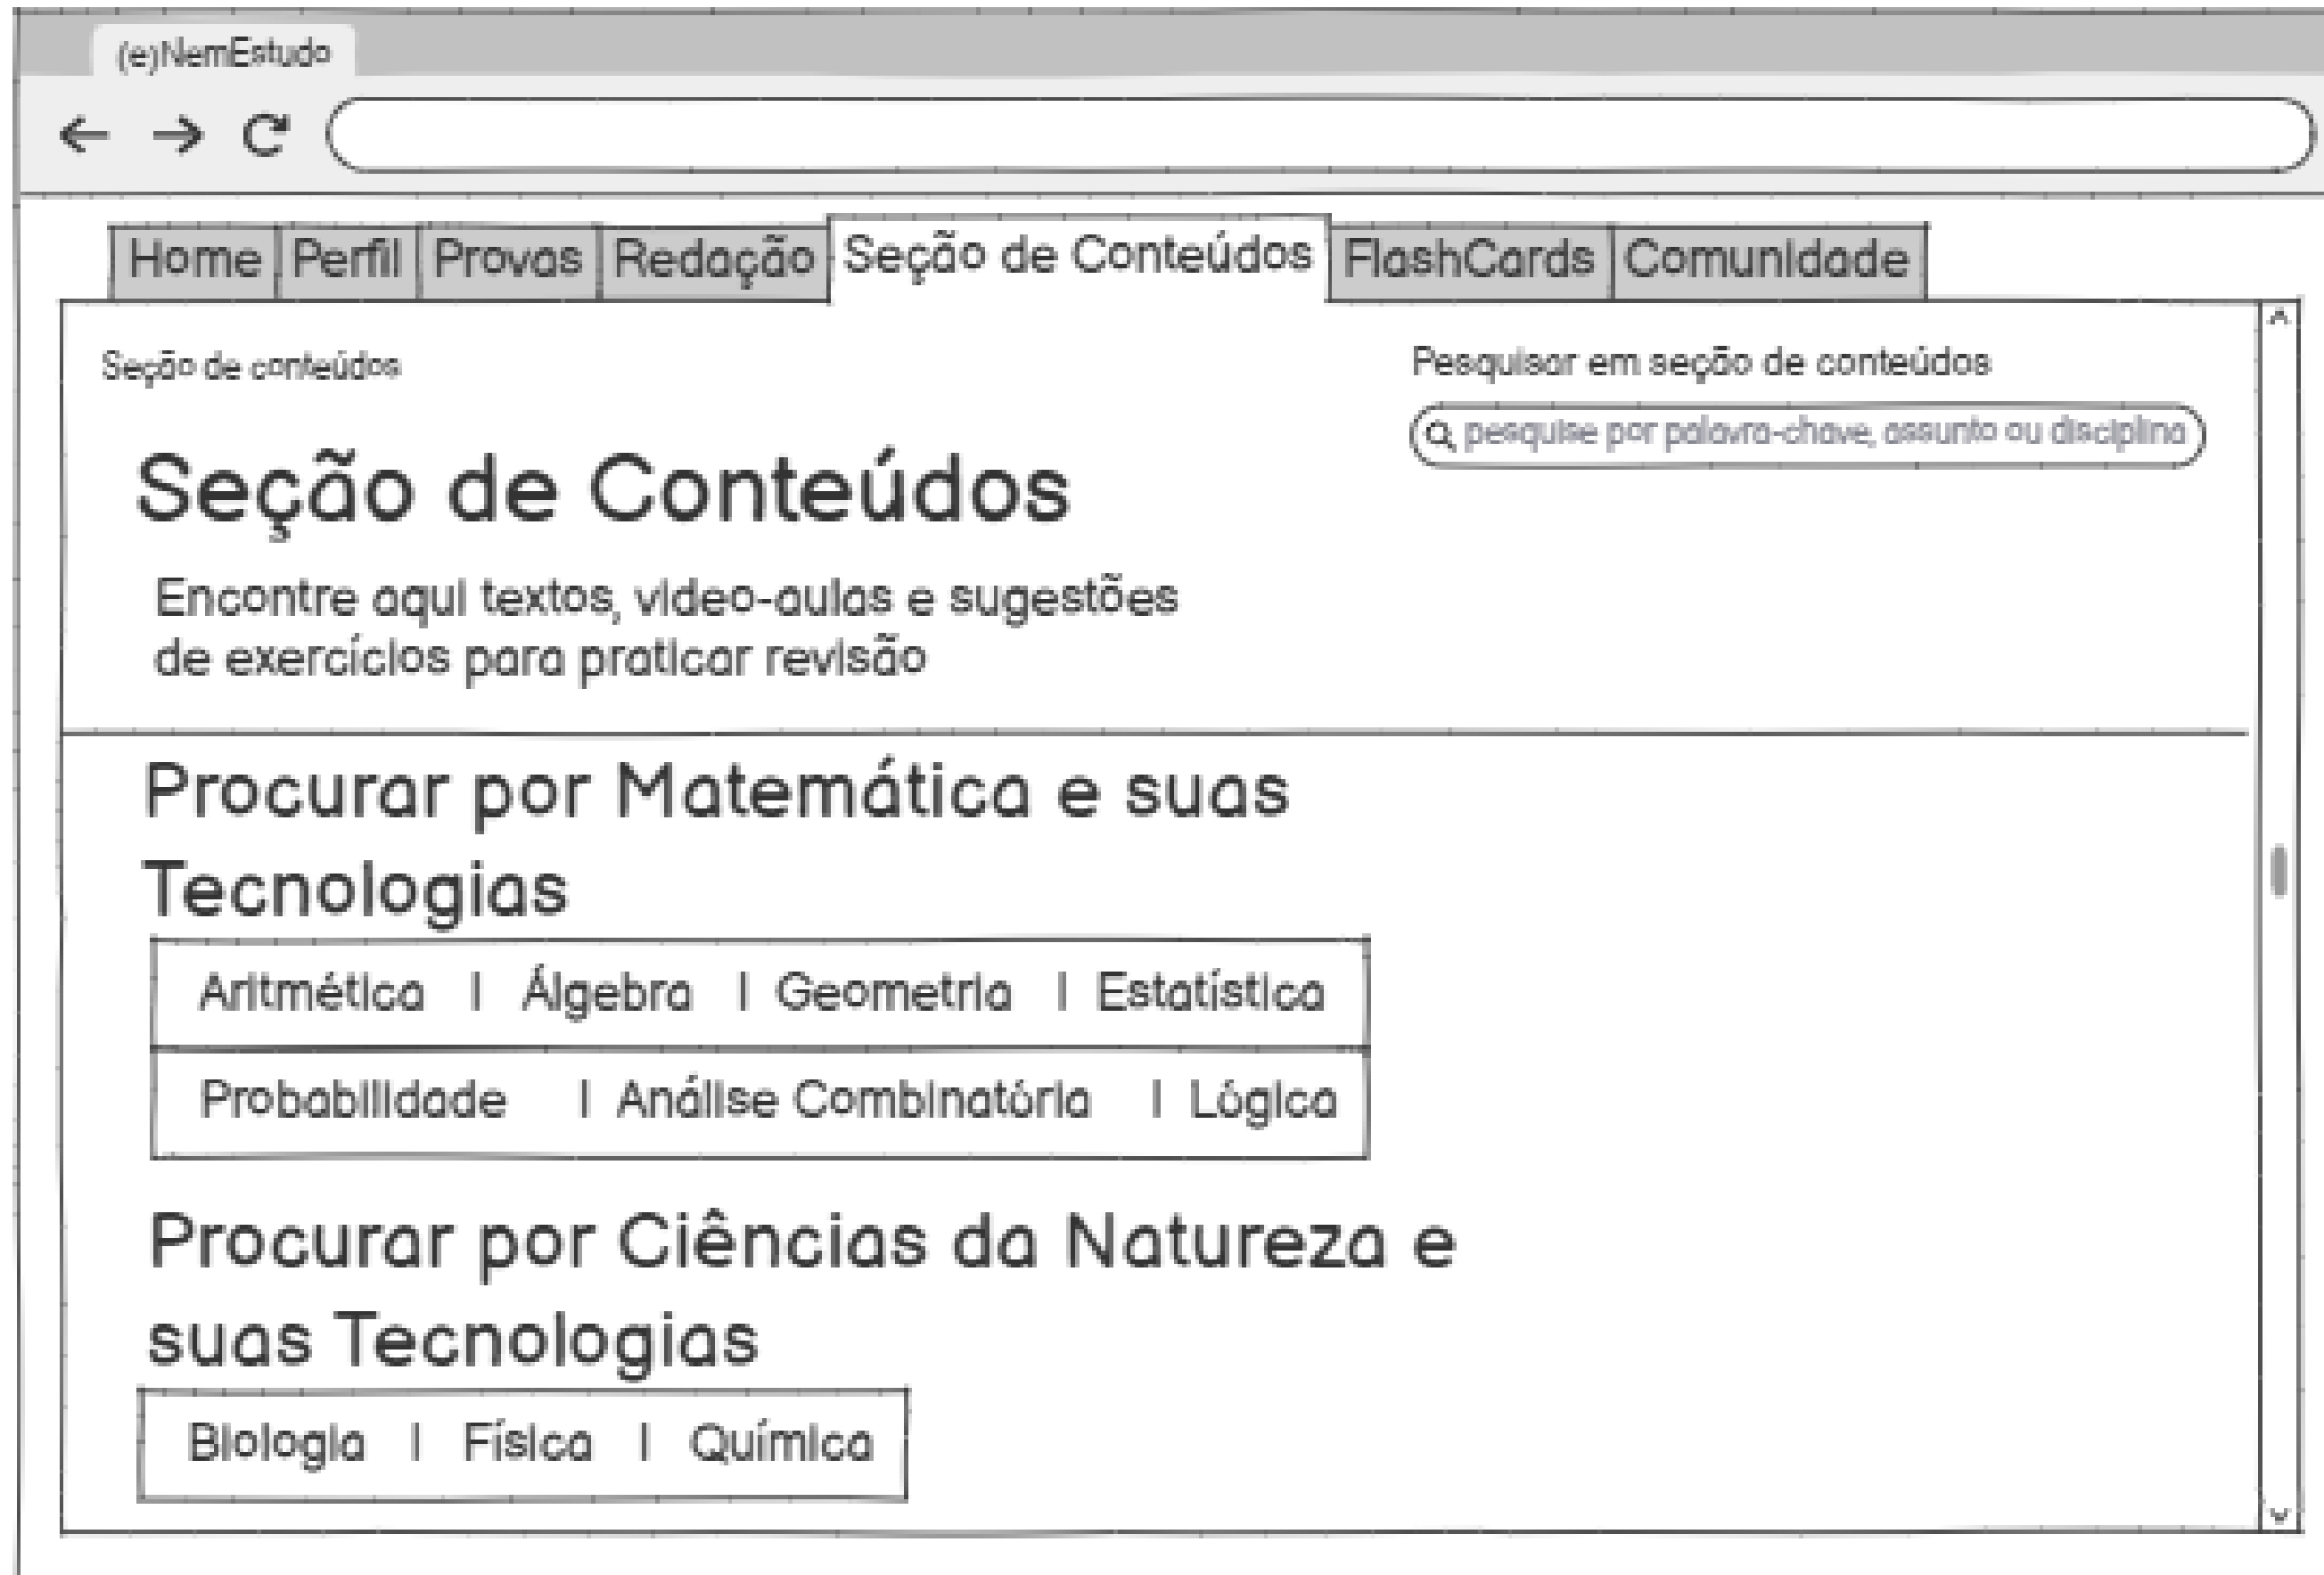 (e)NemEstudo
Home Perfil Provas Redação Seção de Conteúdos FlashCards Comunidade
Seção de conteúdos
Pesquisar em seção de conteúdos
pesquise por palavra-chave, assunto ou disciplina
Seção de Conteúdos
Encontre aqui textos, video-aulas e sugestões
de exercícios para praticar revisão
Procurar por Matemática e suas
Tecnologias
Aritmética | Álgebra | Geometria | Estatística
Probabilidade | Análise Combinatória | Lógica
Procurar por Ciências da Natureza e
suas Tecnologias
Biologia | Física | Química